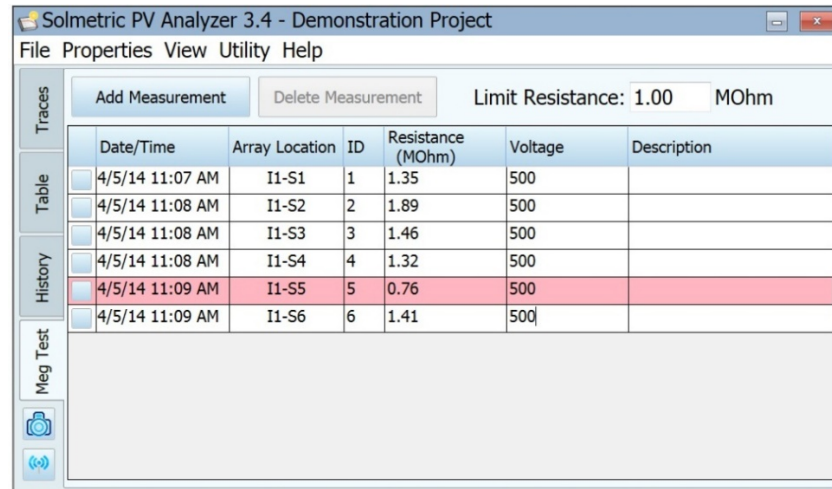 Solmetric PV Analyzer 3.4 - Demonstration Project
File Properties View Utility Help
Traces
Table
History
Meg Test
Add Measurement Delete Measurement Limit Resistance: 1.00 MOhm
Date/Time Array Location ID Resistance (MOhm) Voltage Description
4/5/14 11:07 AM I1-S1 1 1.35 500
4/5/14 11:08 AM I1-S2 2 1.89 500
4/5/14 11:08 AM I1-S3 3 1.46 500
4/5/14 11:08 AM I1-S4 4 1.32 500
4/5/14 11:09 AM I1-S5 5 0.76 500
4/5/14 11:09 AM I1-S6 6 1.41 500